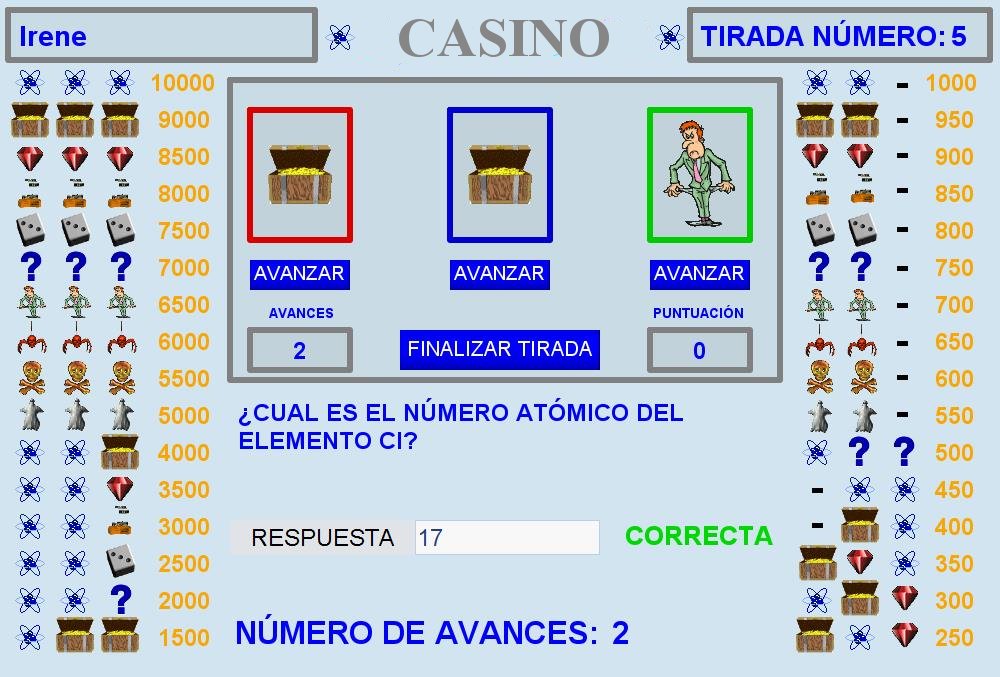 Irene
CASINO
TIRADA NÚMERO: 5
10000
9000
8500
8000
7500
? ? ? 7000
6500
6000
5500
5000
4000
3500
3000
2500
? 2000
1500
AVANZAR
AVANZAR
AVANZAR
AVANCES
2
FINALIZAR TIRADA
PUNTUACIÓN
0
¿CUAL ES EL NÚMERO ATÓMICO DEL
ELEMENTO Cl?
RESPUESTA 17 CORRECTA
NÚMERO DE AVANCES: 2
- 1000
- 950
- 900
- 850
- 800
? ? - 750
- 700
- 650
- 600
- 550
? ? 500
- 450
- 400
350
300
250